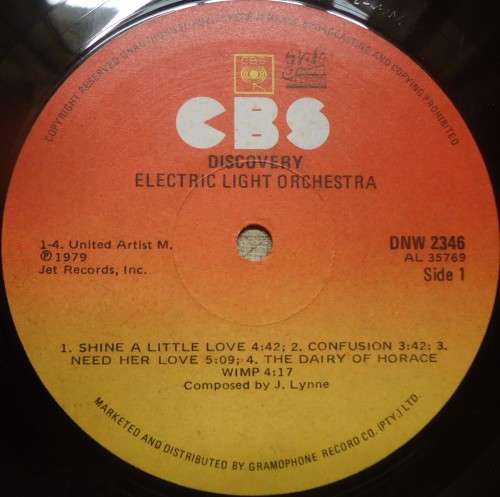 COPYRIGHT RESERVED
BROADCASTING AND COPYING PROHIBITED
CBS
DISCOVERY
ELECTRIC LIGHT ORCHESTRA
1-4. United Artist M.
℗ 1979
Jet Records, Inc.
DNW 2346
AL 35769
Side 1
1. SHINE A LITTLE LOVE 4:42; 2. CONFUSION 3:42; 3.
NEED HER LOVE 5:09; 4. THE DAIRY OF HORACE
WIMP 4:17
Composed by J. Lynne
MARKETED AND DISTRIBUTED BY GRAMOPHONE RECORD CO. (PTY.) LTD.